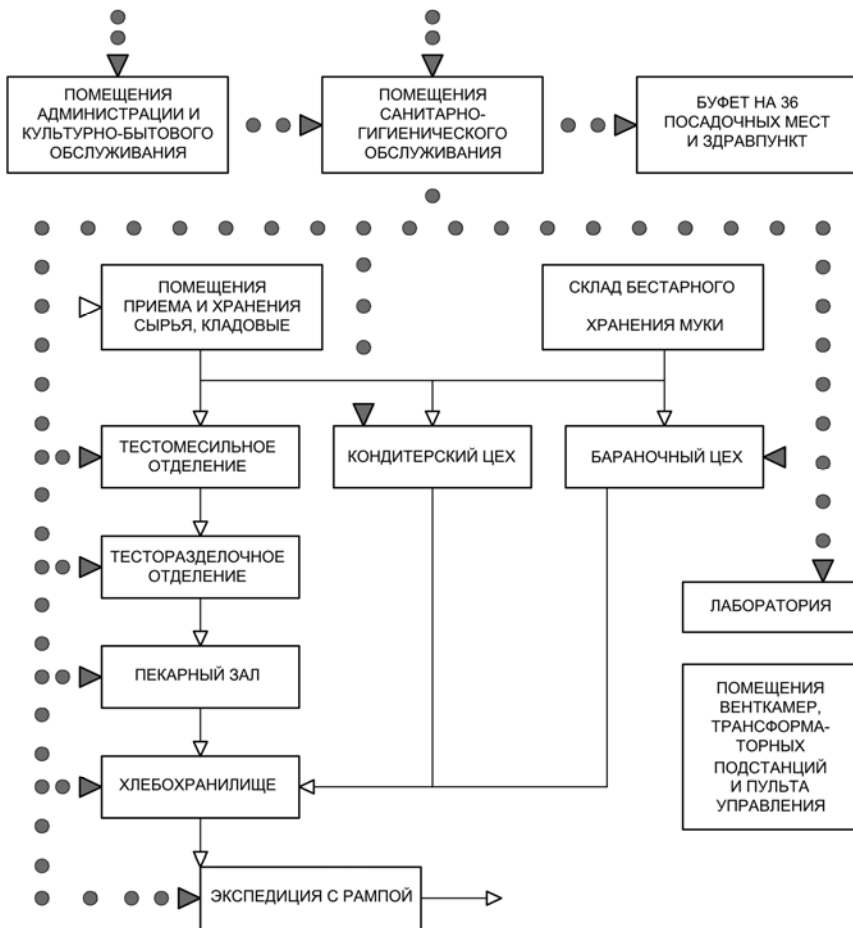 ПОМЕЩЕНИЯ
АДМИНИСТРАЦИИ И
КУЛЬТУРНО-БЫТОВОГО
ОБСЛУЖИВАНИЯ
ПОМЕЩЕНИЯ
САНИТАРНО-
ГИГИЕНИЧЕСКОГО
ОБСЛУЖИВАНИЯ
БУФЕТ НА 36
ПОСАДОЧНЫХ МЕСТ
И ЗДРАВПУНКТ
ПОМЕЩЕНИЯ
ПРИЕМА И ХРАНЕНИЯ
СЫРЬЯ, КЛАДОВЫЕ
СКЛАД БЕСТАРНОГО
ХРАНЕНИЯ МУКИ
ТЕСТОМЕСИЛЬНОЕ
ОТДЕЛЕНИЕ
КОНДИТЕРСКИЙ ЦЕХ
БАРАНОЧНЫЙ ЦЕХ
ТЕСТОРАЗДЕЛОЧНОЕ
ОТДЕЛЕНИЕ
ЛАБОРАТОРИЯ
ПЕКАРНЫЙ ЗАЛ
ПОМЕЩЕНИЯ
ВЕНТКАМЕР,
ТРАНСФОРМА-
ТОРНЫХ
ПОДСТАНЦИЙ
И ПУЛЬТА
УПРАВЛЕНИЯ
ХЛЕБОХРАНИЛИЩЕ
ЭКСПЕДИЦИЯ С РАМПОЙ